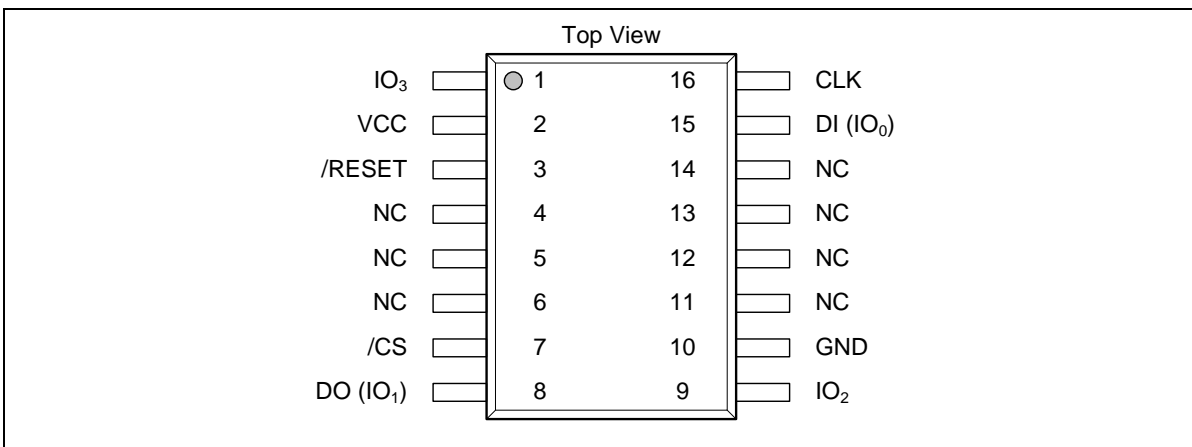 Top View
IO₃ 1 16 CLK
VCC 2 15 DI (IO₀)
/RESET 3 14 NC
NC 4 13 NC
NC 5 12 NC
NC 6 11 NC
/CS 7 10 GND
DO (IO₁) 8 9 IO₂